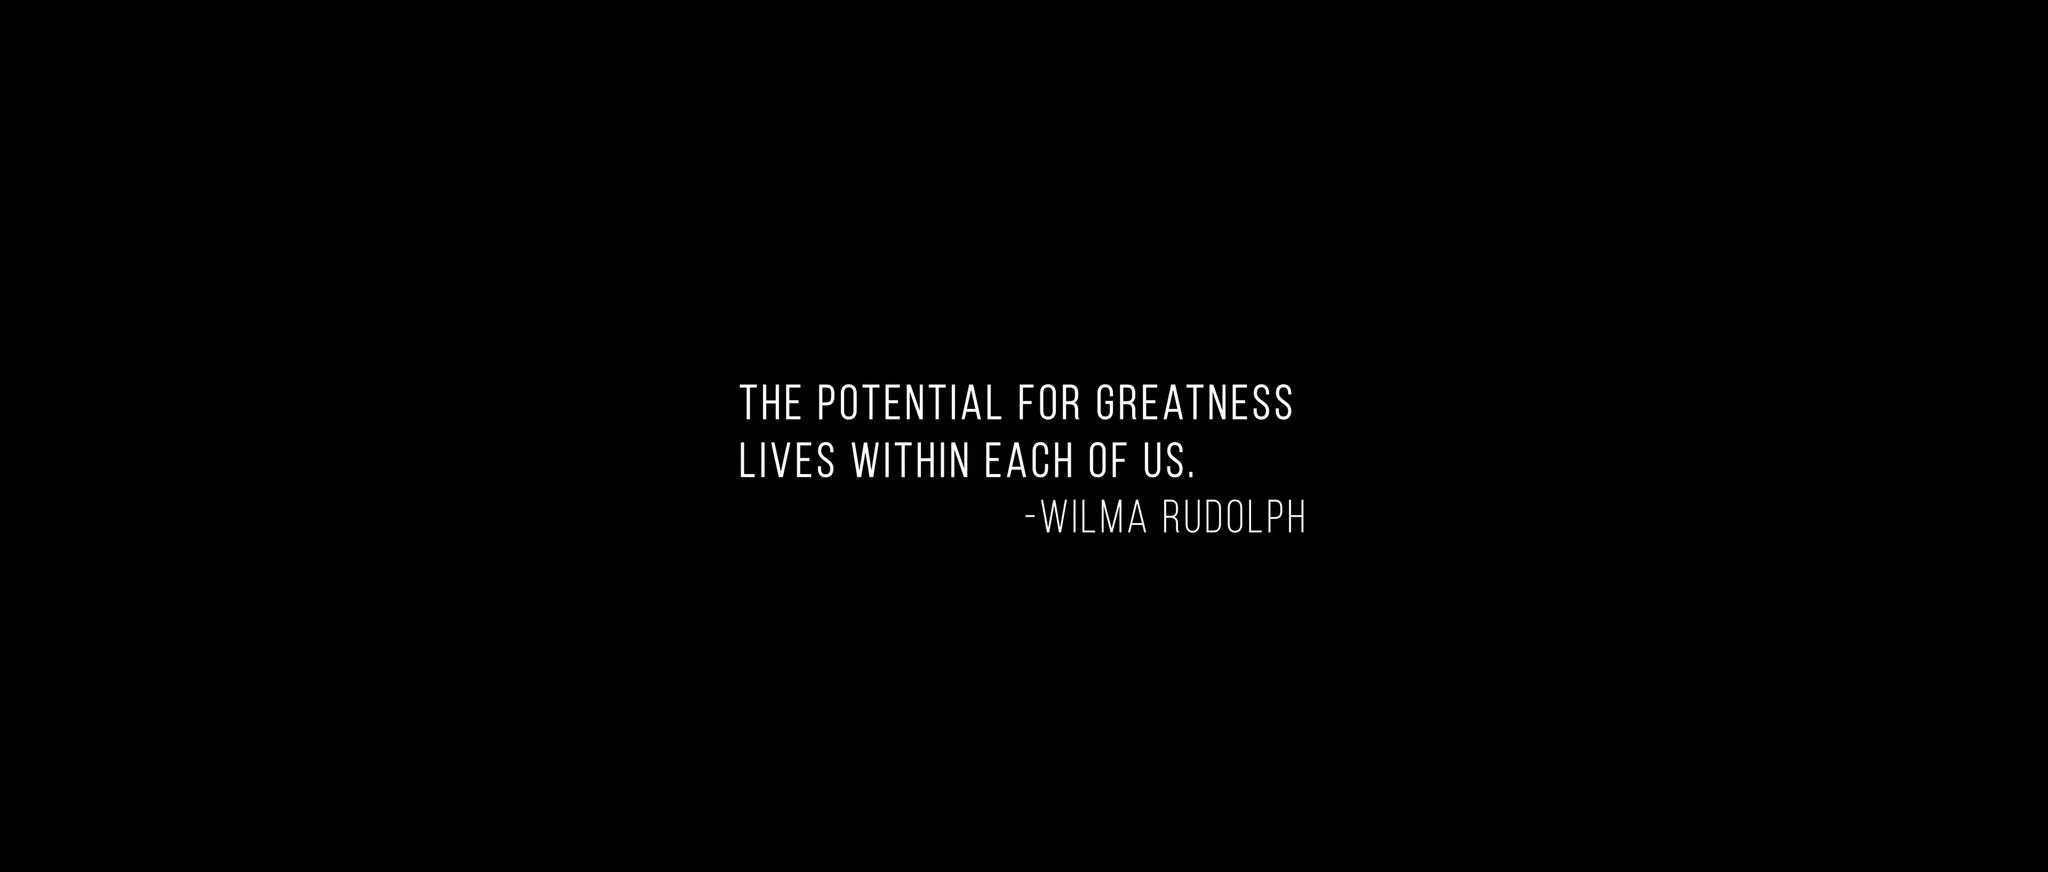 THE POTENTIAL FOR GREATNESS
LIVES WITHIN EACH OF US.
-WILMA RUDOLPH